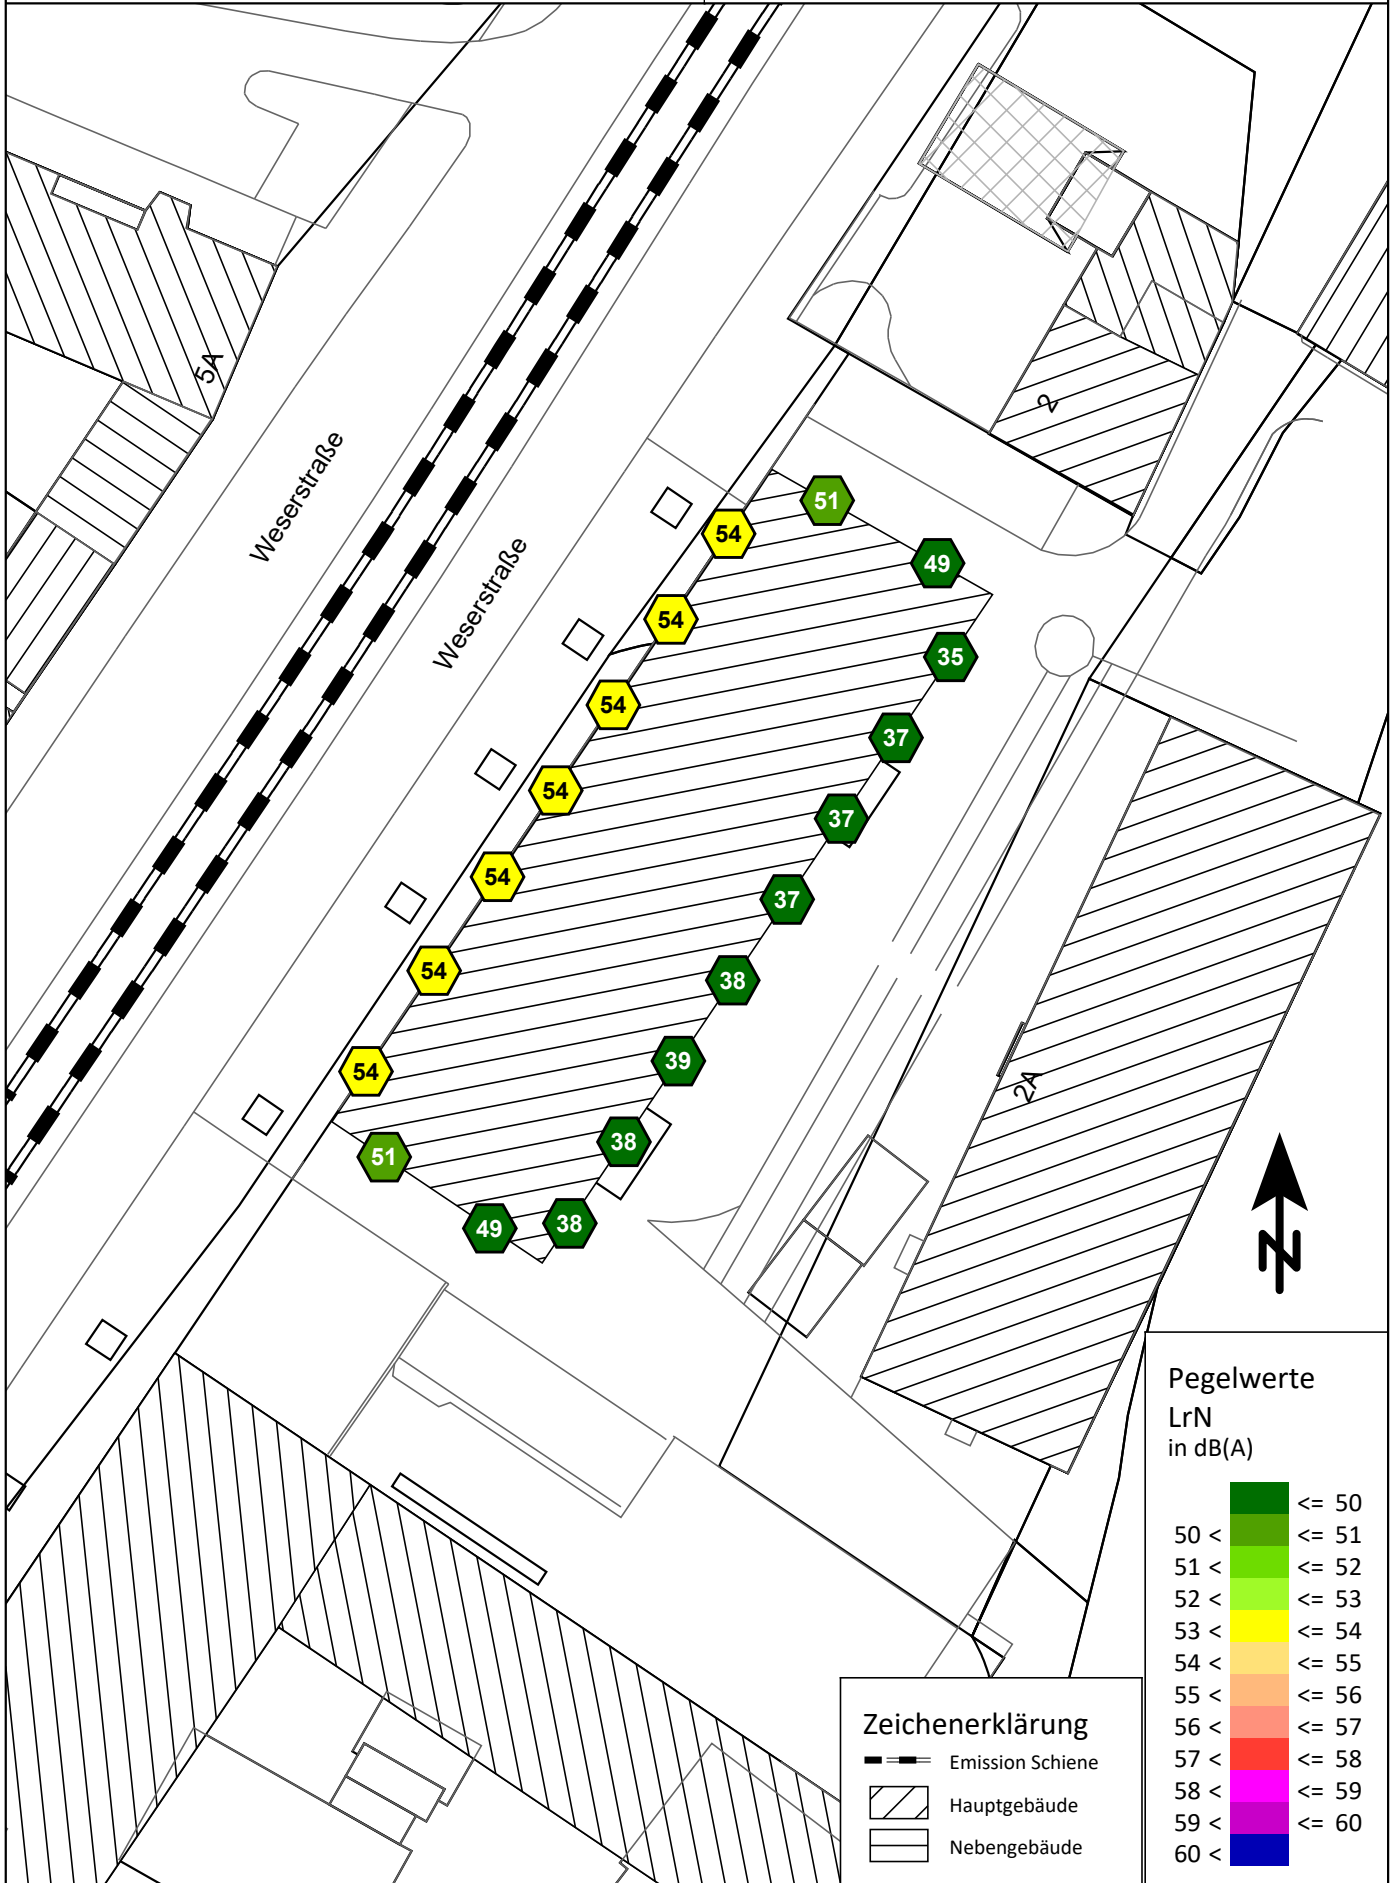 5A
Weserstraße
Weserstraße
2
51
54
49
54
35
54
37
54
37
54
37
54
38
39
54
38
51
38
49
2A
N
Pegelwerte
LrN
in dB(A)
<= 50
50 < <= 51
51 < <= 52
52 < <= 53
53 < <= 54
54 < <= 55
55 < <= 56
56 < <= 57
57 < <= 58
58 < <= 59
59 < <= 60
60 <
Zeichenerklärung
Emission Schiene
Hauptgebäude
Nebengebäude